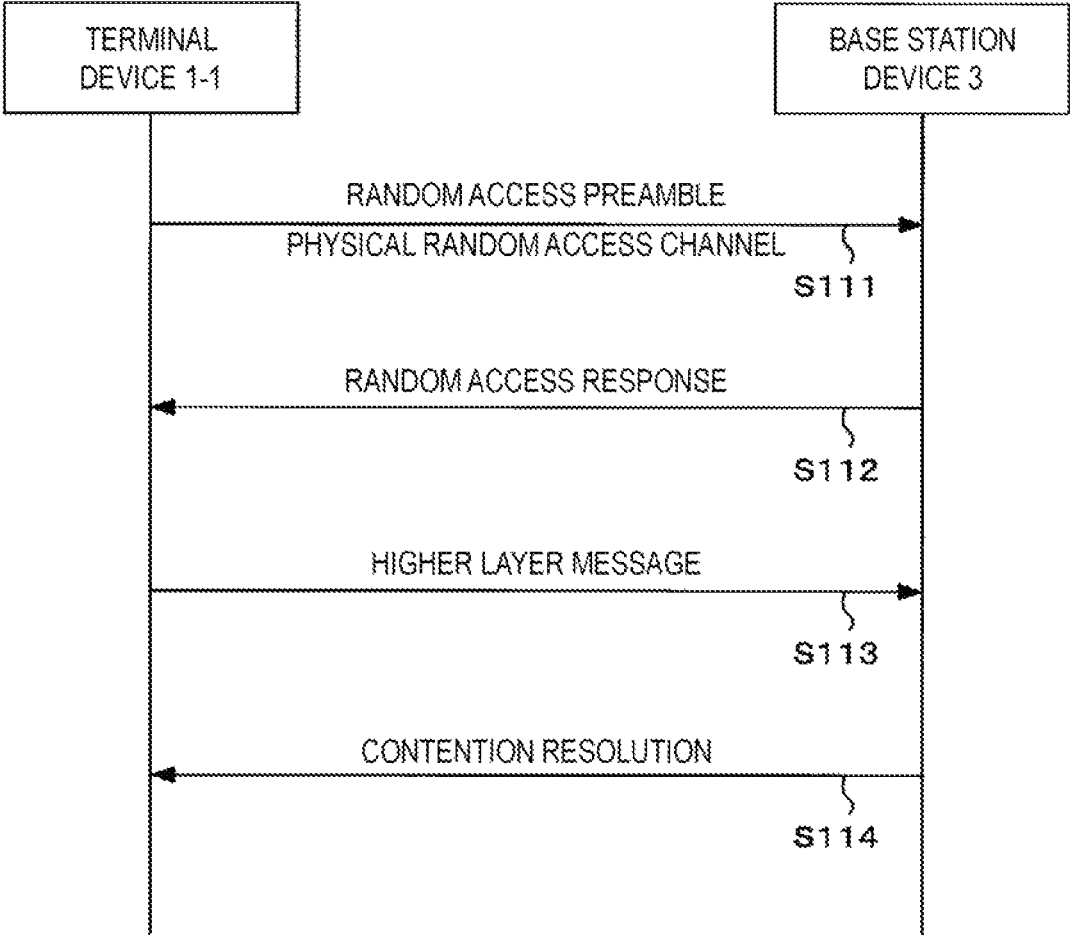 TERMINAL
DEVICE 1-1
BASE STATION
DEVICE 3
RANDOM ACCESS PREAMBLE
PHYSICAL RANDOM ACCESS CHANNEL
S111
RANDOM ACCESS RESPONSE
S112
HIGHER LAYER MESSAGE
S113
CONTENTION RESOLUTION
S114